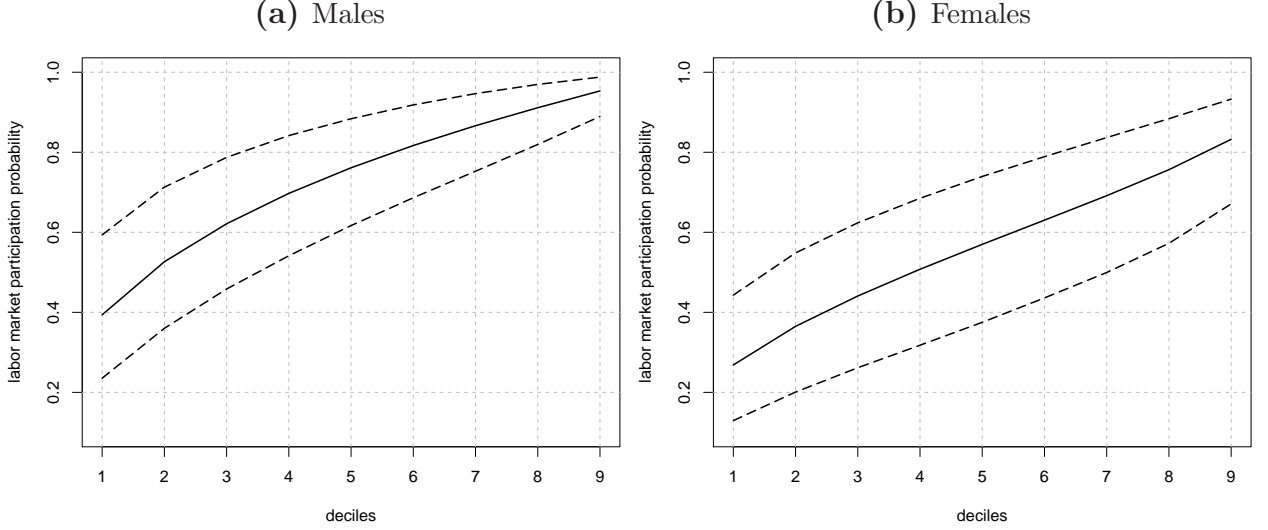 (a) Males
labor market participation probability
1.0
0.8
0.6
0.4
0.2
1 2 3 4 5 6 7 8 9
deciles
(b) Females
labor market participation probability
1.0
0.8
0.6
0.4
0.2
1 2 3 4 5 6 7 8 9
deciles